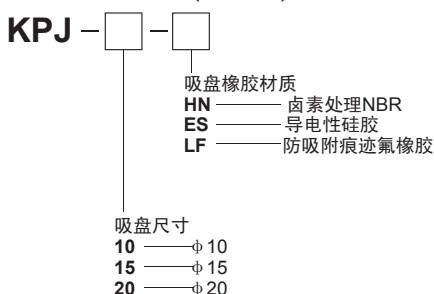 KPJ – □ – □
吸盘橡胶材质
HN 卤素处理NBR
ES 导电性硅胶
LF 防吸附痕迹氟橡胶
吸盘尺寸
10 φ10
15 φ15
20 φ20